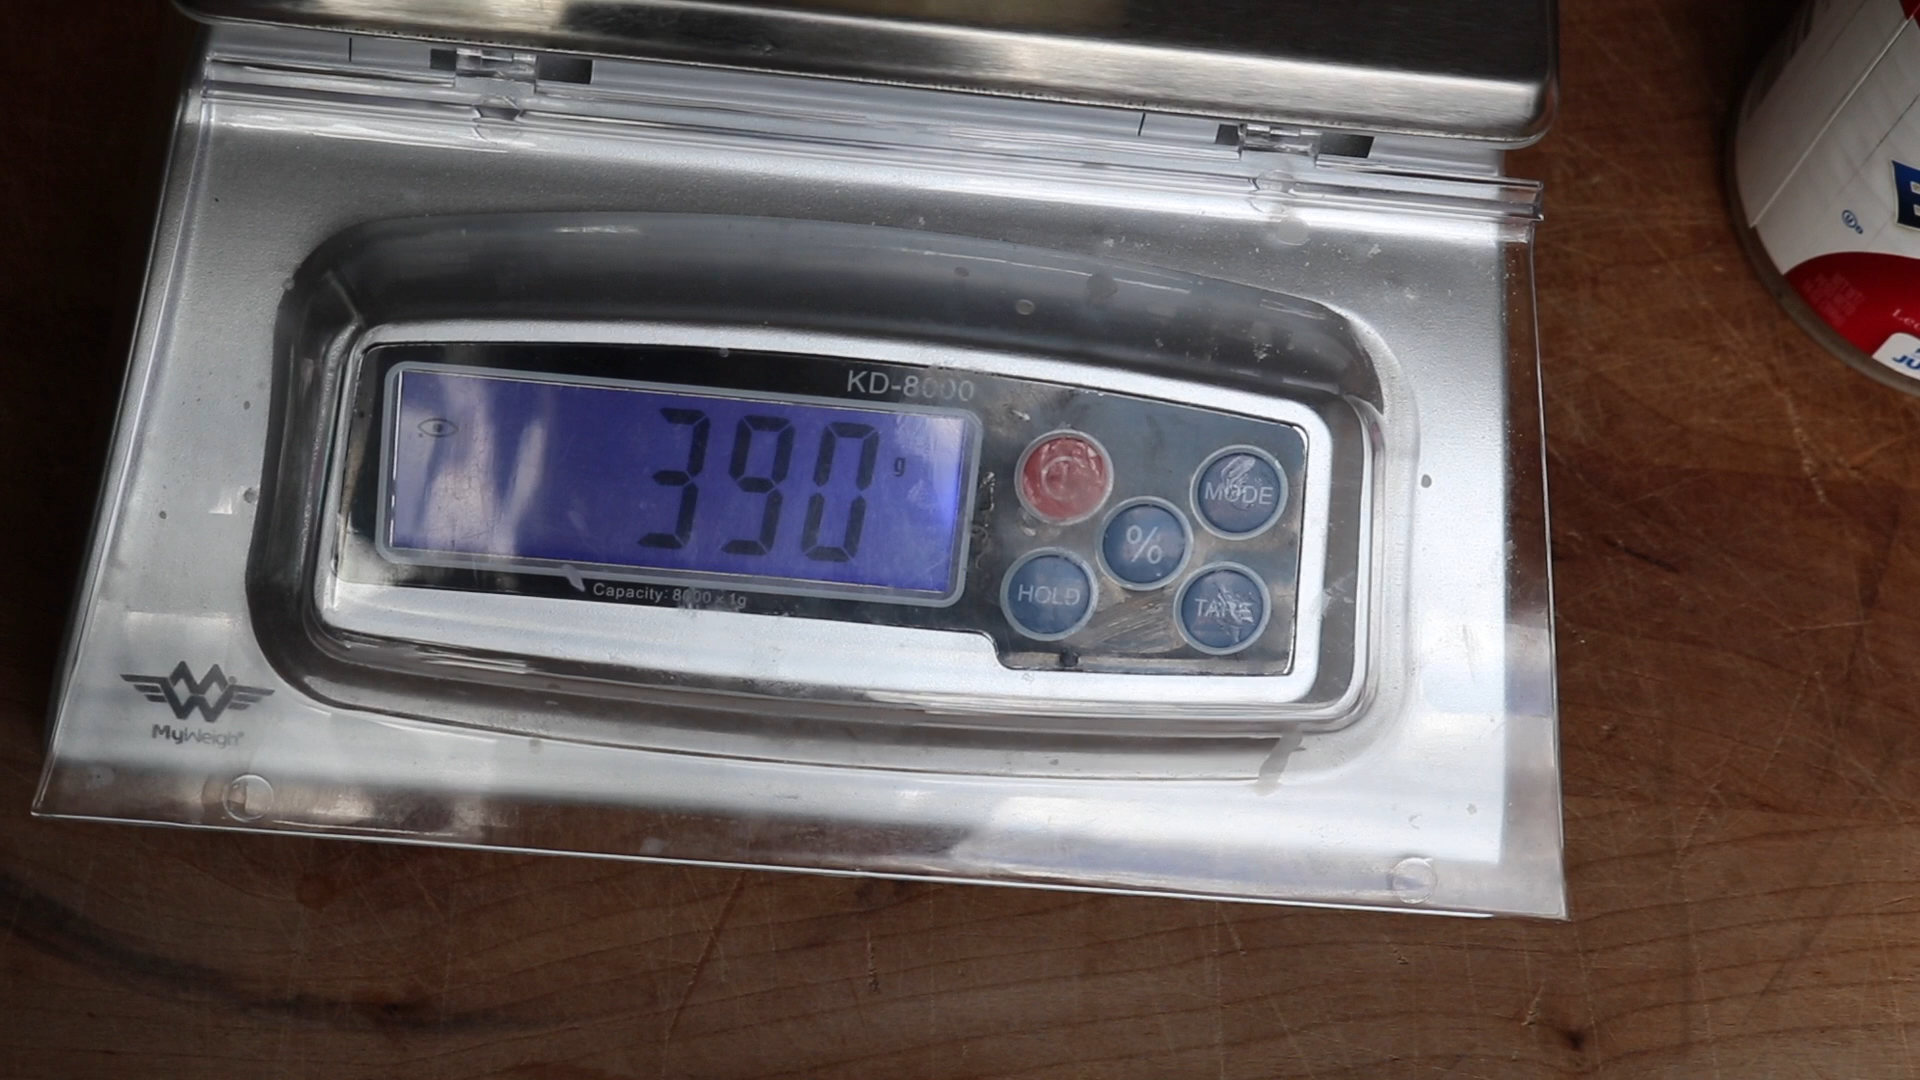 KD-8000
390 g
C
MODE
%
HOLD
TARE
Capacity: 8000 x 1g
MyWeigh